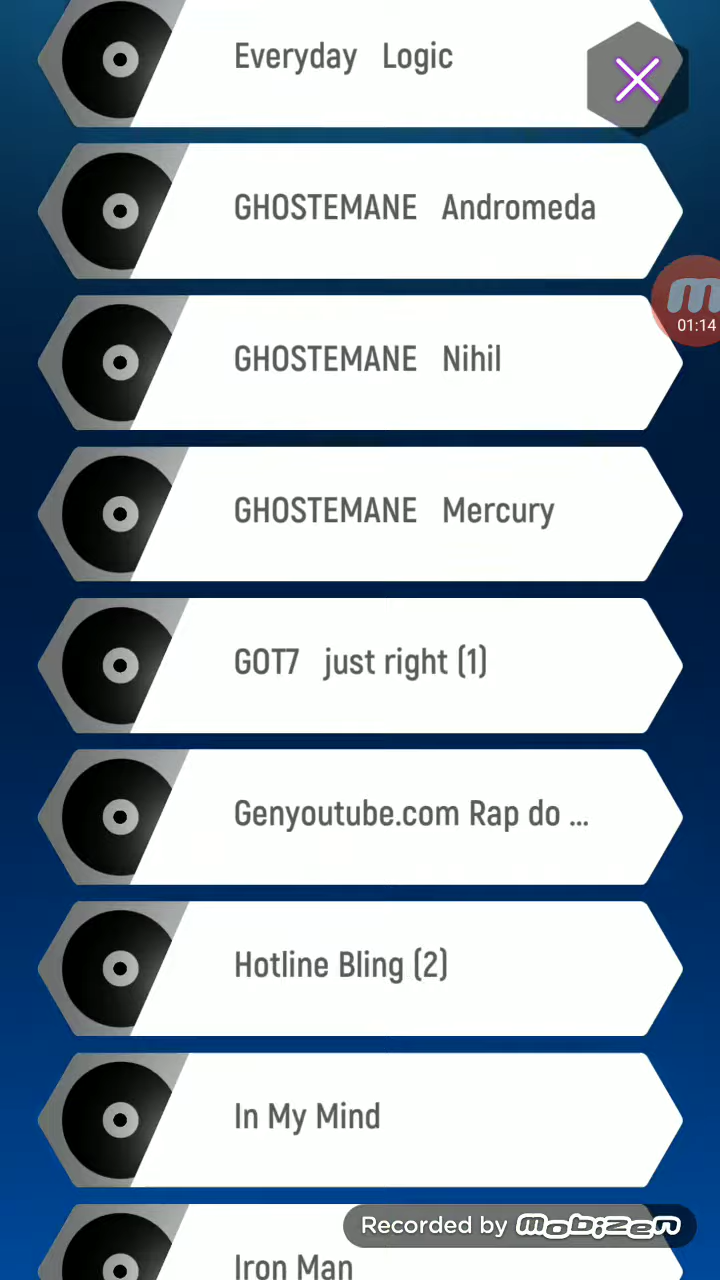 Everyday Logic
GHOSTEMANE Andromeda
m
01:14
GHOSTEMANE Nihil
GHOSTEMANE Mercury
GOT7 just right (1)
Genyoutube.com Rap do ...
Hotline Bling (2)
In My Mind
Recorded by mobizen
Iron Man